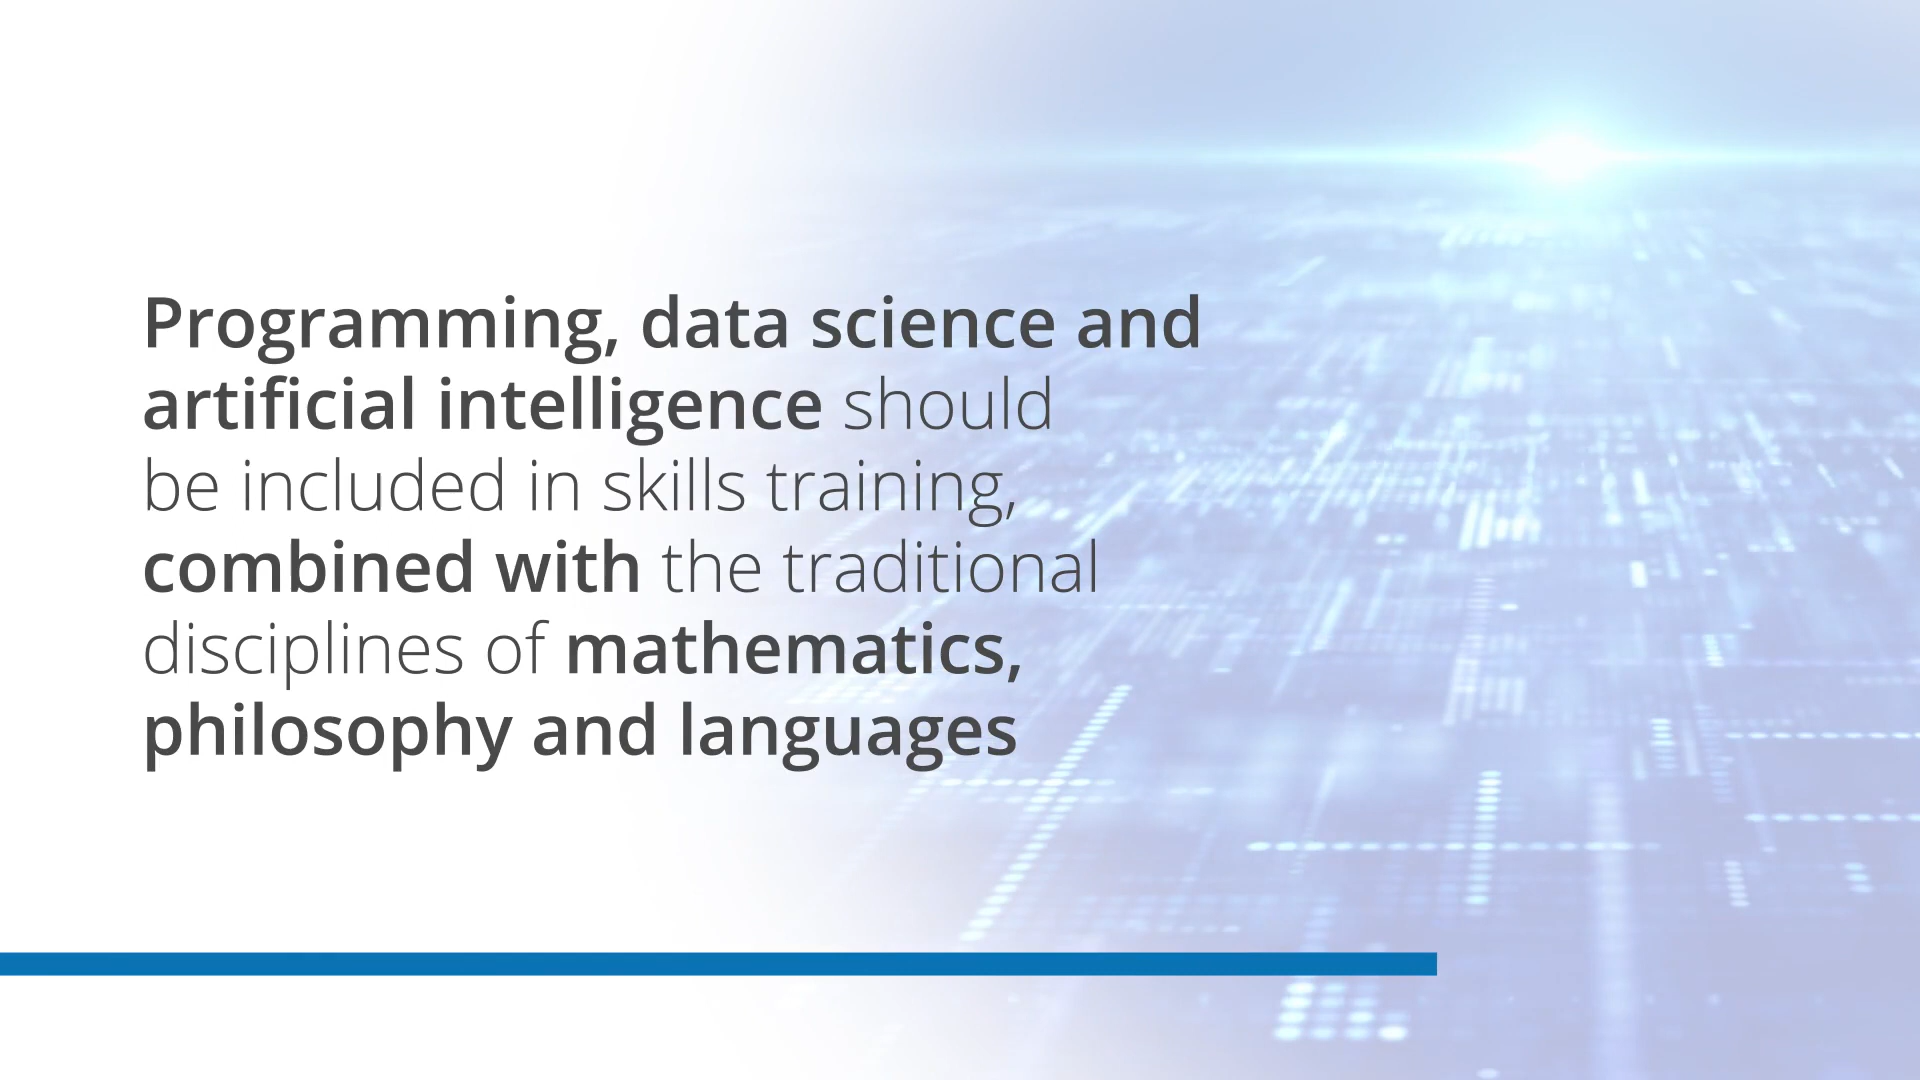 Programming, data science and
artificial intelligence should
be included in skills training,
combined with the traditional
disciplines of mathematics,
philosophy and languages